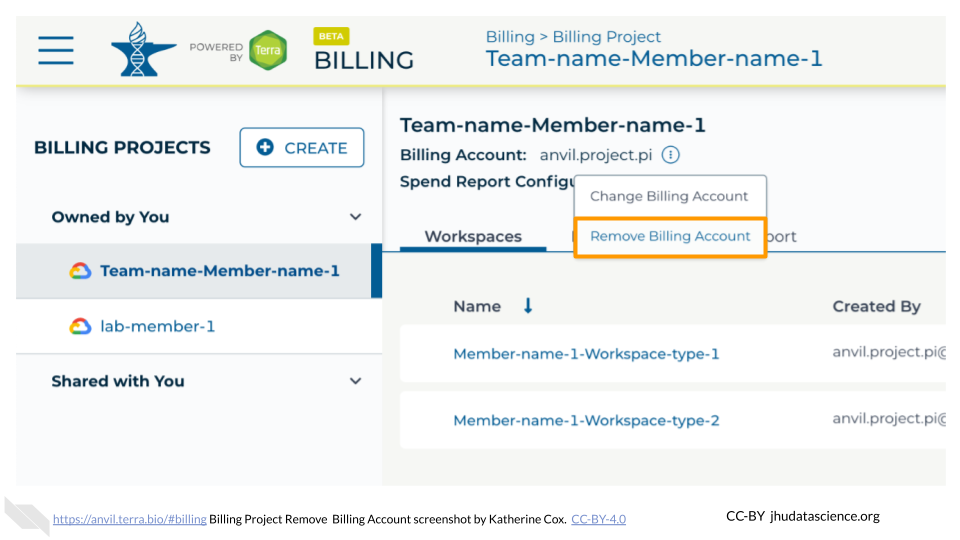 POWERED BY
Terra
BETA
BILLING
Billing > Billing Project
Team-name-Member-name-1
BILLING PROJECTS
CREATE
Owned by You
Team-name-Member-name-1
lab-member-1
Shared with You
Team-name-Member-name-1
Billing Account: anvil.project.pi
Spend Report
Change Billing Account
Remove Billing Account
Workspaces
Name
Created By
Member-name-1-Workspace-type-1
anvil.project.pi@
Member-name-1-Workspace-type-2
anvil.project.pi@
https://anvil.terra.bio/#billing Billing Project Remove Billing Account screenshot by Katherine Cox. CC-BY-4.0
CC-BY jhudatascience.org